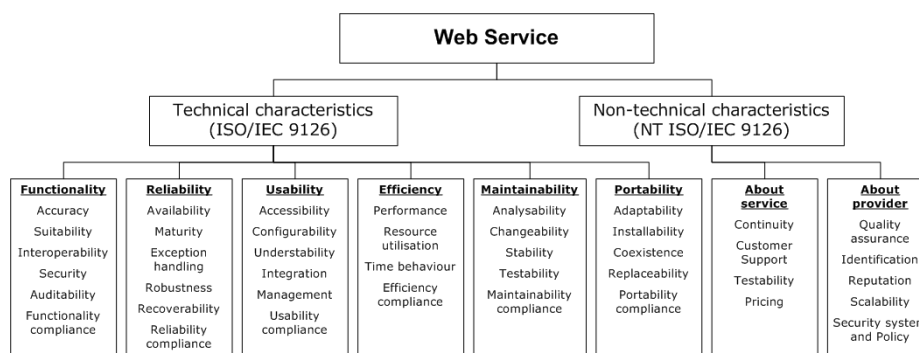 Web Service
Technical characteristics
(ISO/IEC 9126)
Non-technical characteristics
(NT ISO/IEC 9126)
Functionality
Accuracy
Suitability
Interoperability
Security
Auditability
Functionality
compliance
Reliability
Availability
Maturity
Exception
handling
Robustness
Recoverability
Reliability
compliance
Usability
Accessibility
Configurability
Understability
Integration
Management
Usability
compliance
Efficiency
Performance
Resource
utilisation
Time behaviour
Efficiency
compliance
Maintainability
Analysability
Changeability
Stability
Testability
Maintainability
compliance
Portability
Adaptability
Installability
Coexistence
Replaceability
Portability
compliance
About
service
Continuity
Customer
Support
Testability
Pricing
About
provider
Quality
assurance
Identification
Reputation
Scalability
Security system
and Policy